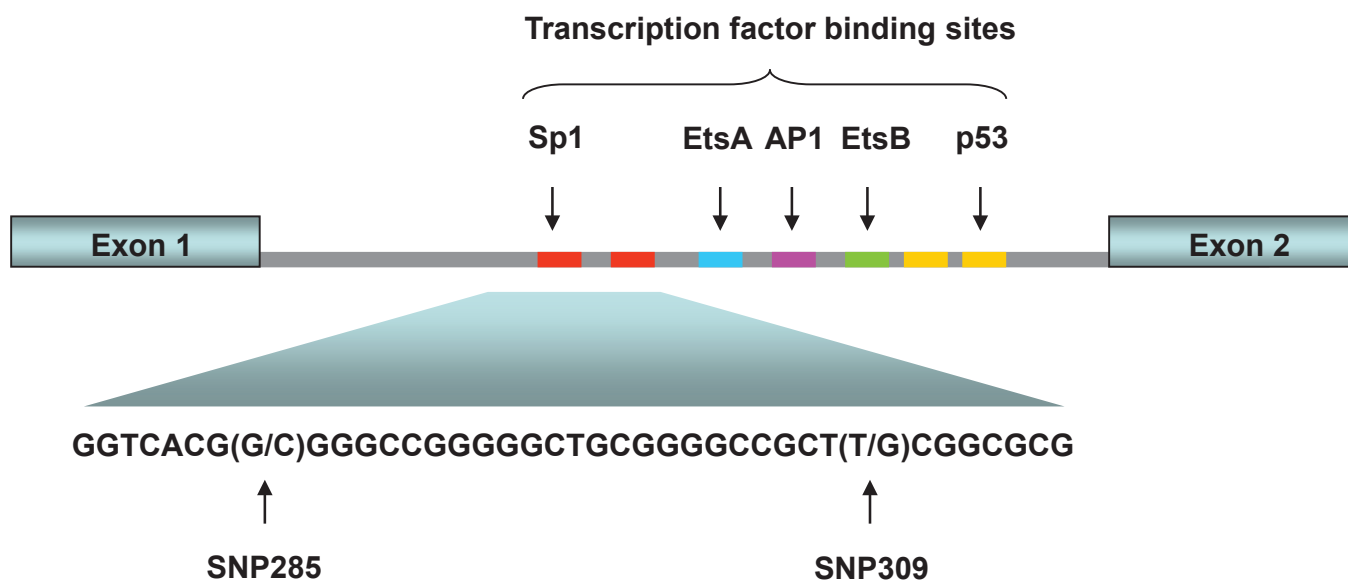 Transcription factor binding sites
Sp1 EtsA AP1 EtsB p53
Exon 1 Exon 2
GGTCACG(G/C)GGGCCGGGGGCTGCGGGGCCGCT(T/G)CGGCGCG
SNP285 SNP309